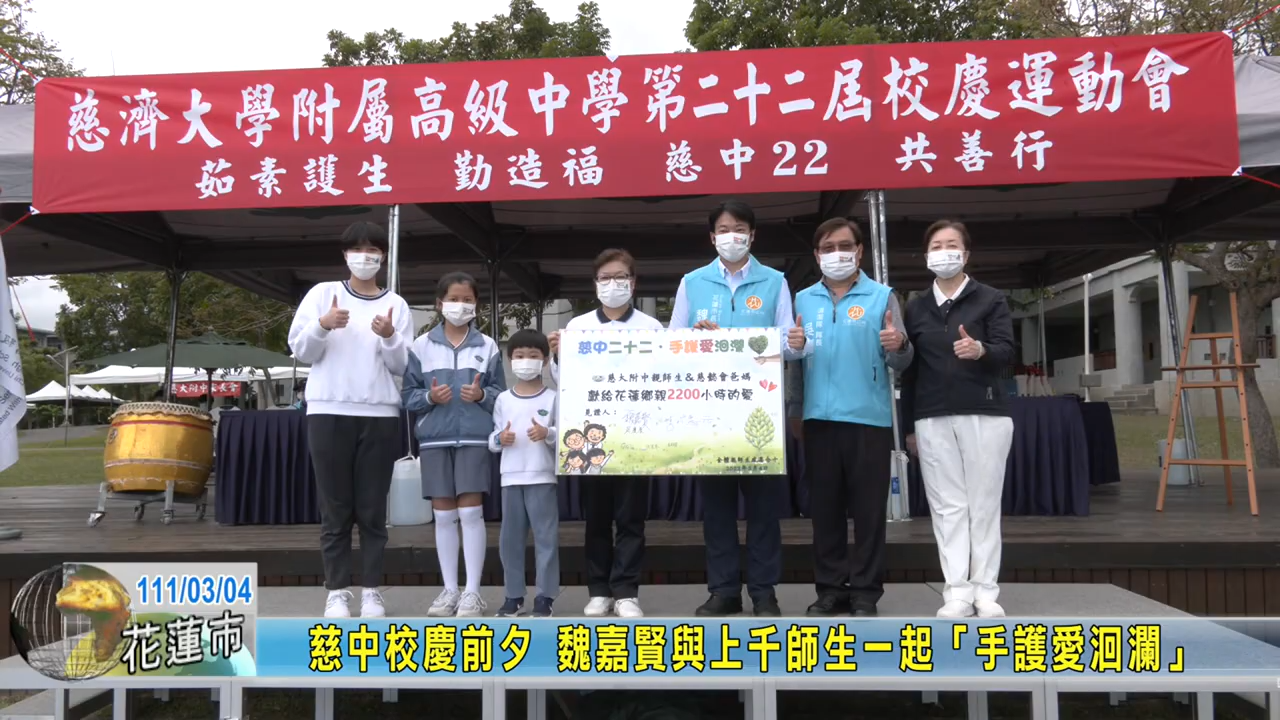 慈濟大學附屬高級中學第二十二屆校慶運動會
茹素護生 勤造福 慈中22 共善行
慈中二十二・手護愛洄瀾
慈大附中親師生&慈懿會爸媽
獻給花蓮鄉親2200小時的愛
見證人：
慈大附中
111/03/04
花蓮市
慈中校慶前夕 魏嘉賢與上千師生一起「手護愛洄瀾」